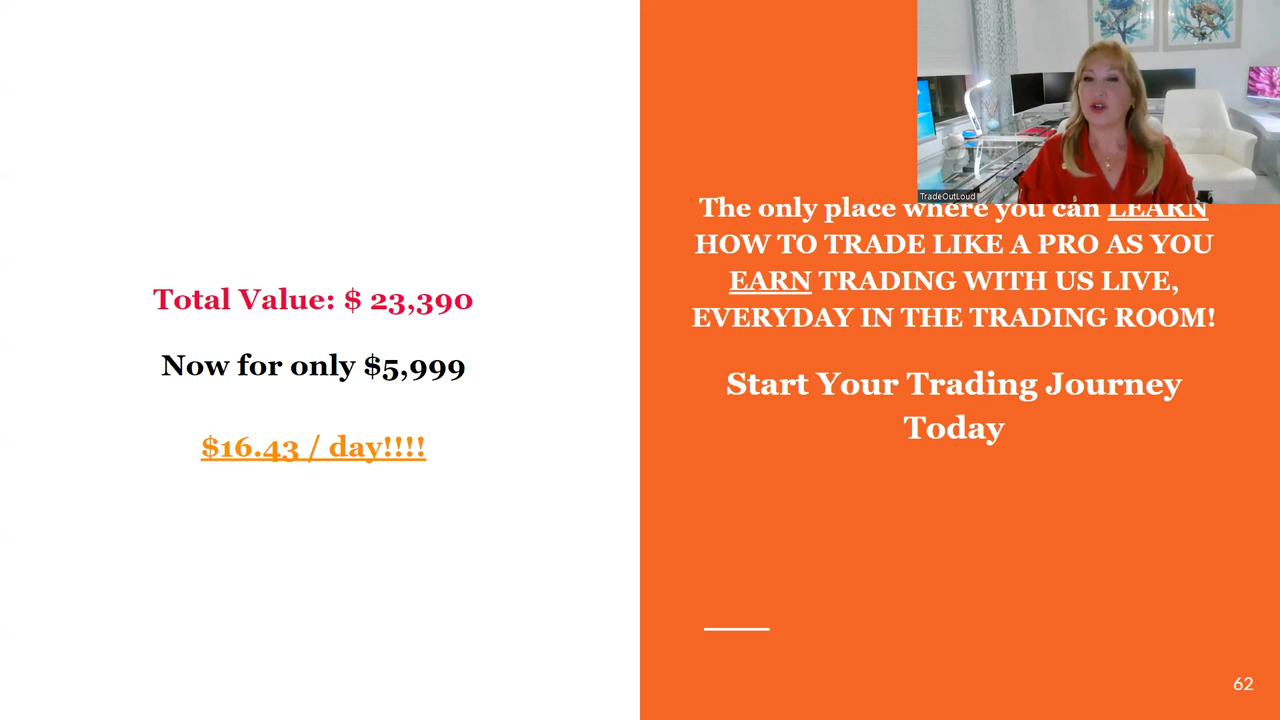 Total Value: $ 23,390
Now for only $5,999
$16.43 / day!!!!
TradeOutLoud
The only place where you can LEARN
HOW TO TRADE LIKE A PRO AS YOU
EARN TRADING WITH US LIVE,
EVERYDAY IN THE TRADING ROOM!
Start Your Trading Journey
Today
62